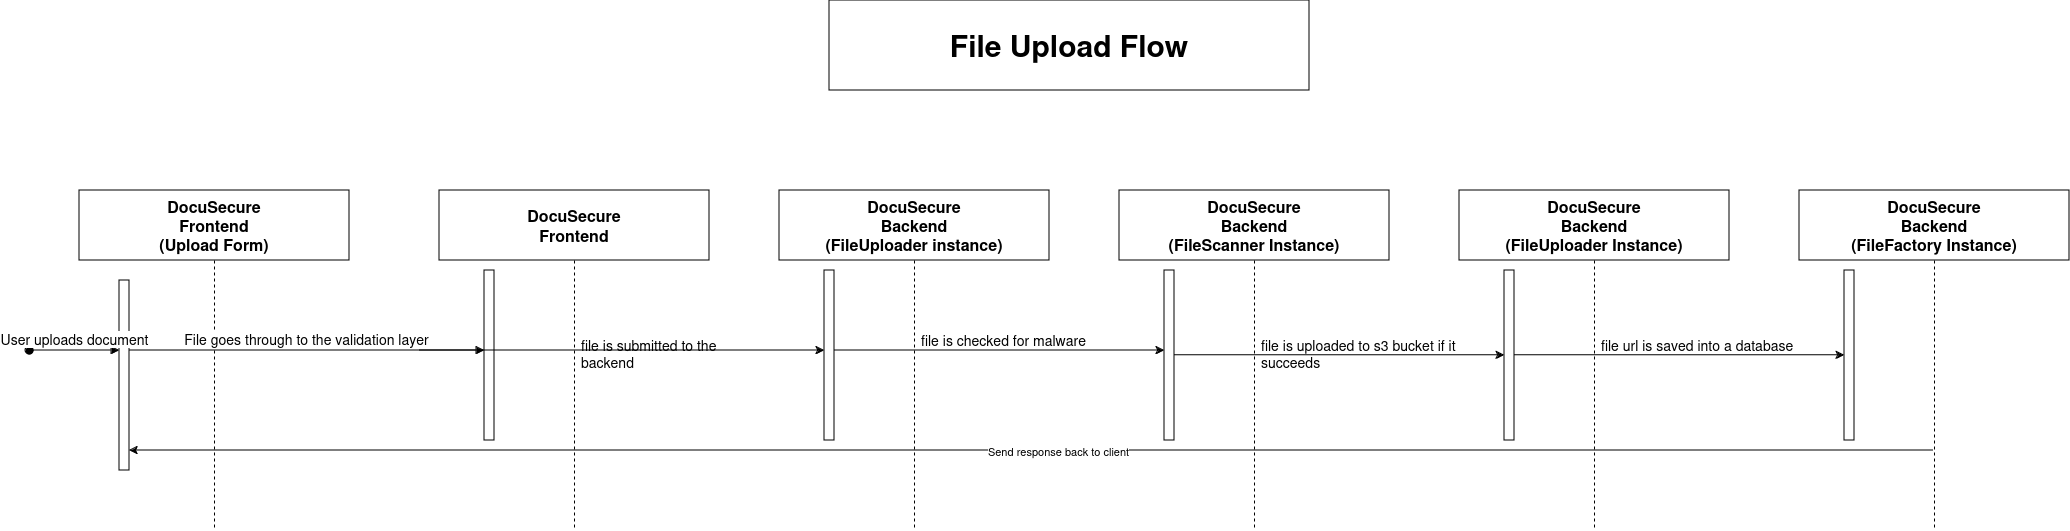 File Upload Flow
DocuSecure
Frontend
(Upload Form)
DocuSecure
Frontend
DocuSecure
Backend
(FileUploader instance)
DocuSecure
Backend
(FileScanner Instance)
DocuSecure
Backend
(FileUploader Instance)
DocuSecure
Backend
(FileFactory Instance)
User uploads document
File goes through to the validation layer
file is submitted to the
backend
file is checked for malware
file is uploaded to s3 bucket if it
succeeds
file url is saved into a database
Send response back to client